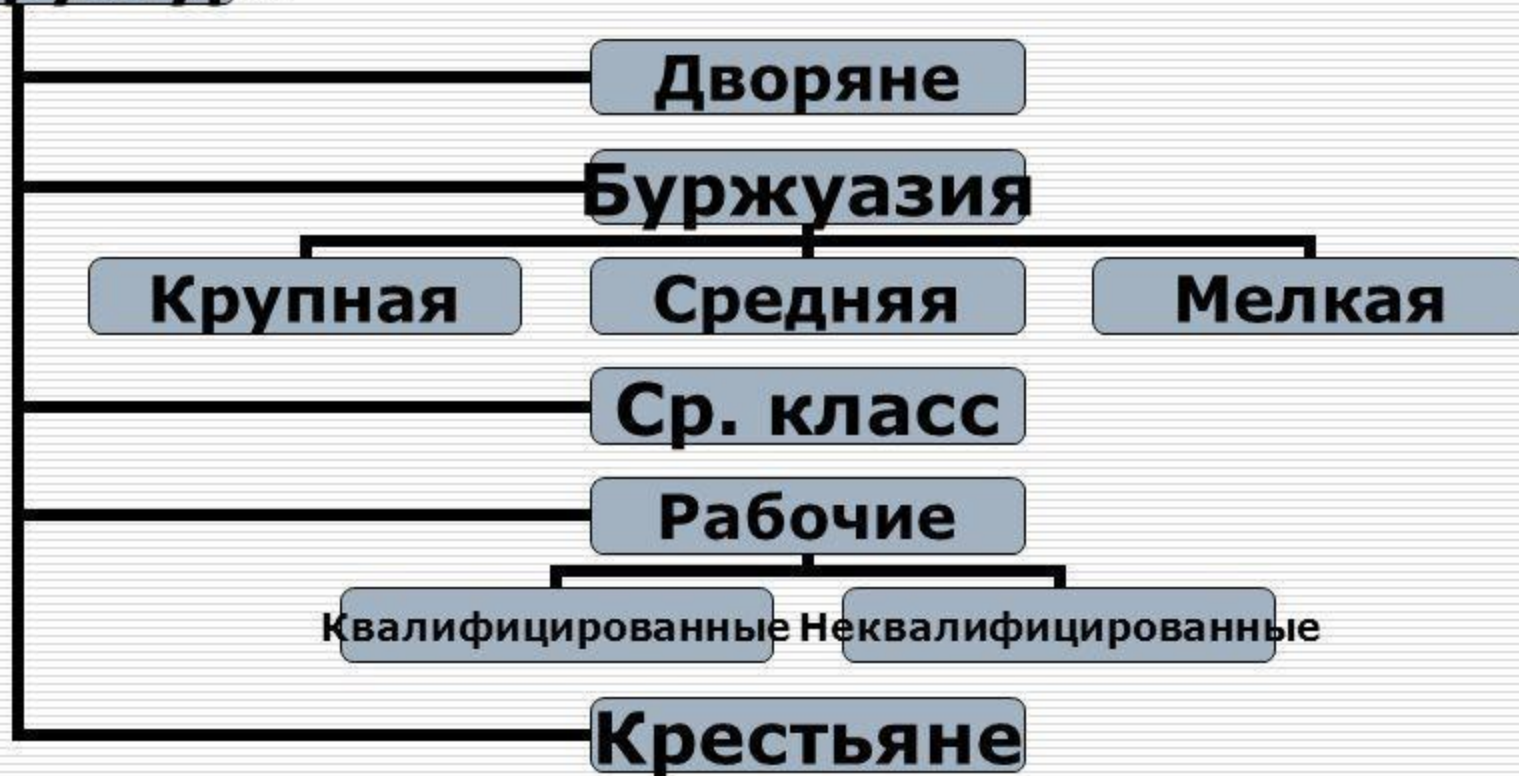 Дворяне
Буржуазия
Крупная Средняя Мелкая
Ср. класс
Рабочие
Квалифицированные Неквалифицированные
Крестьяне